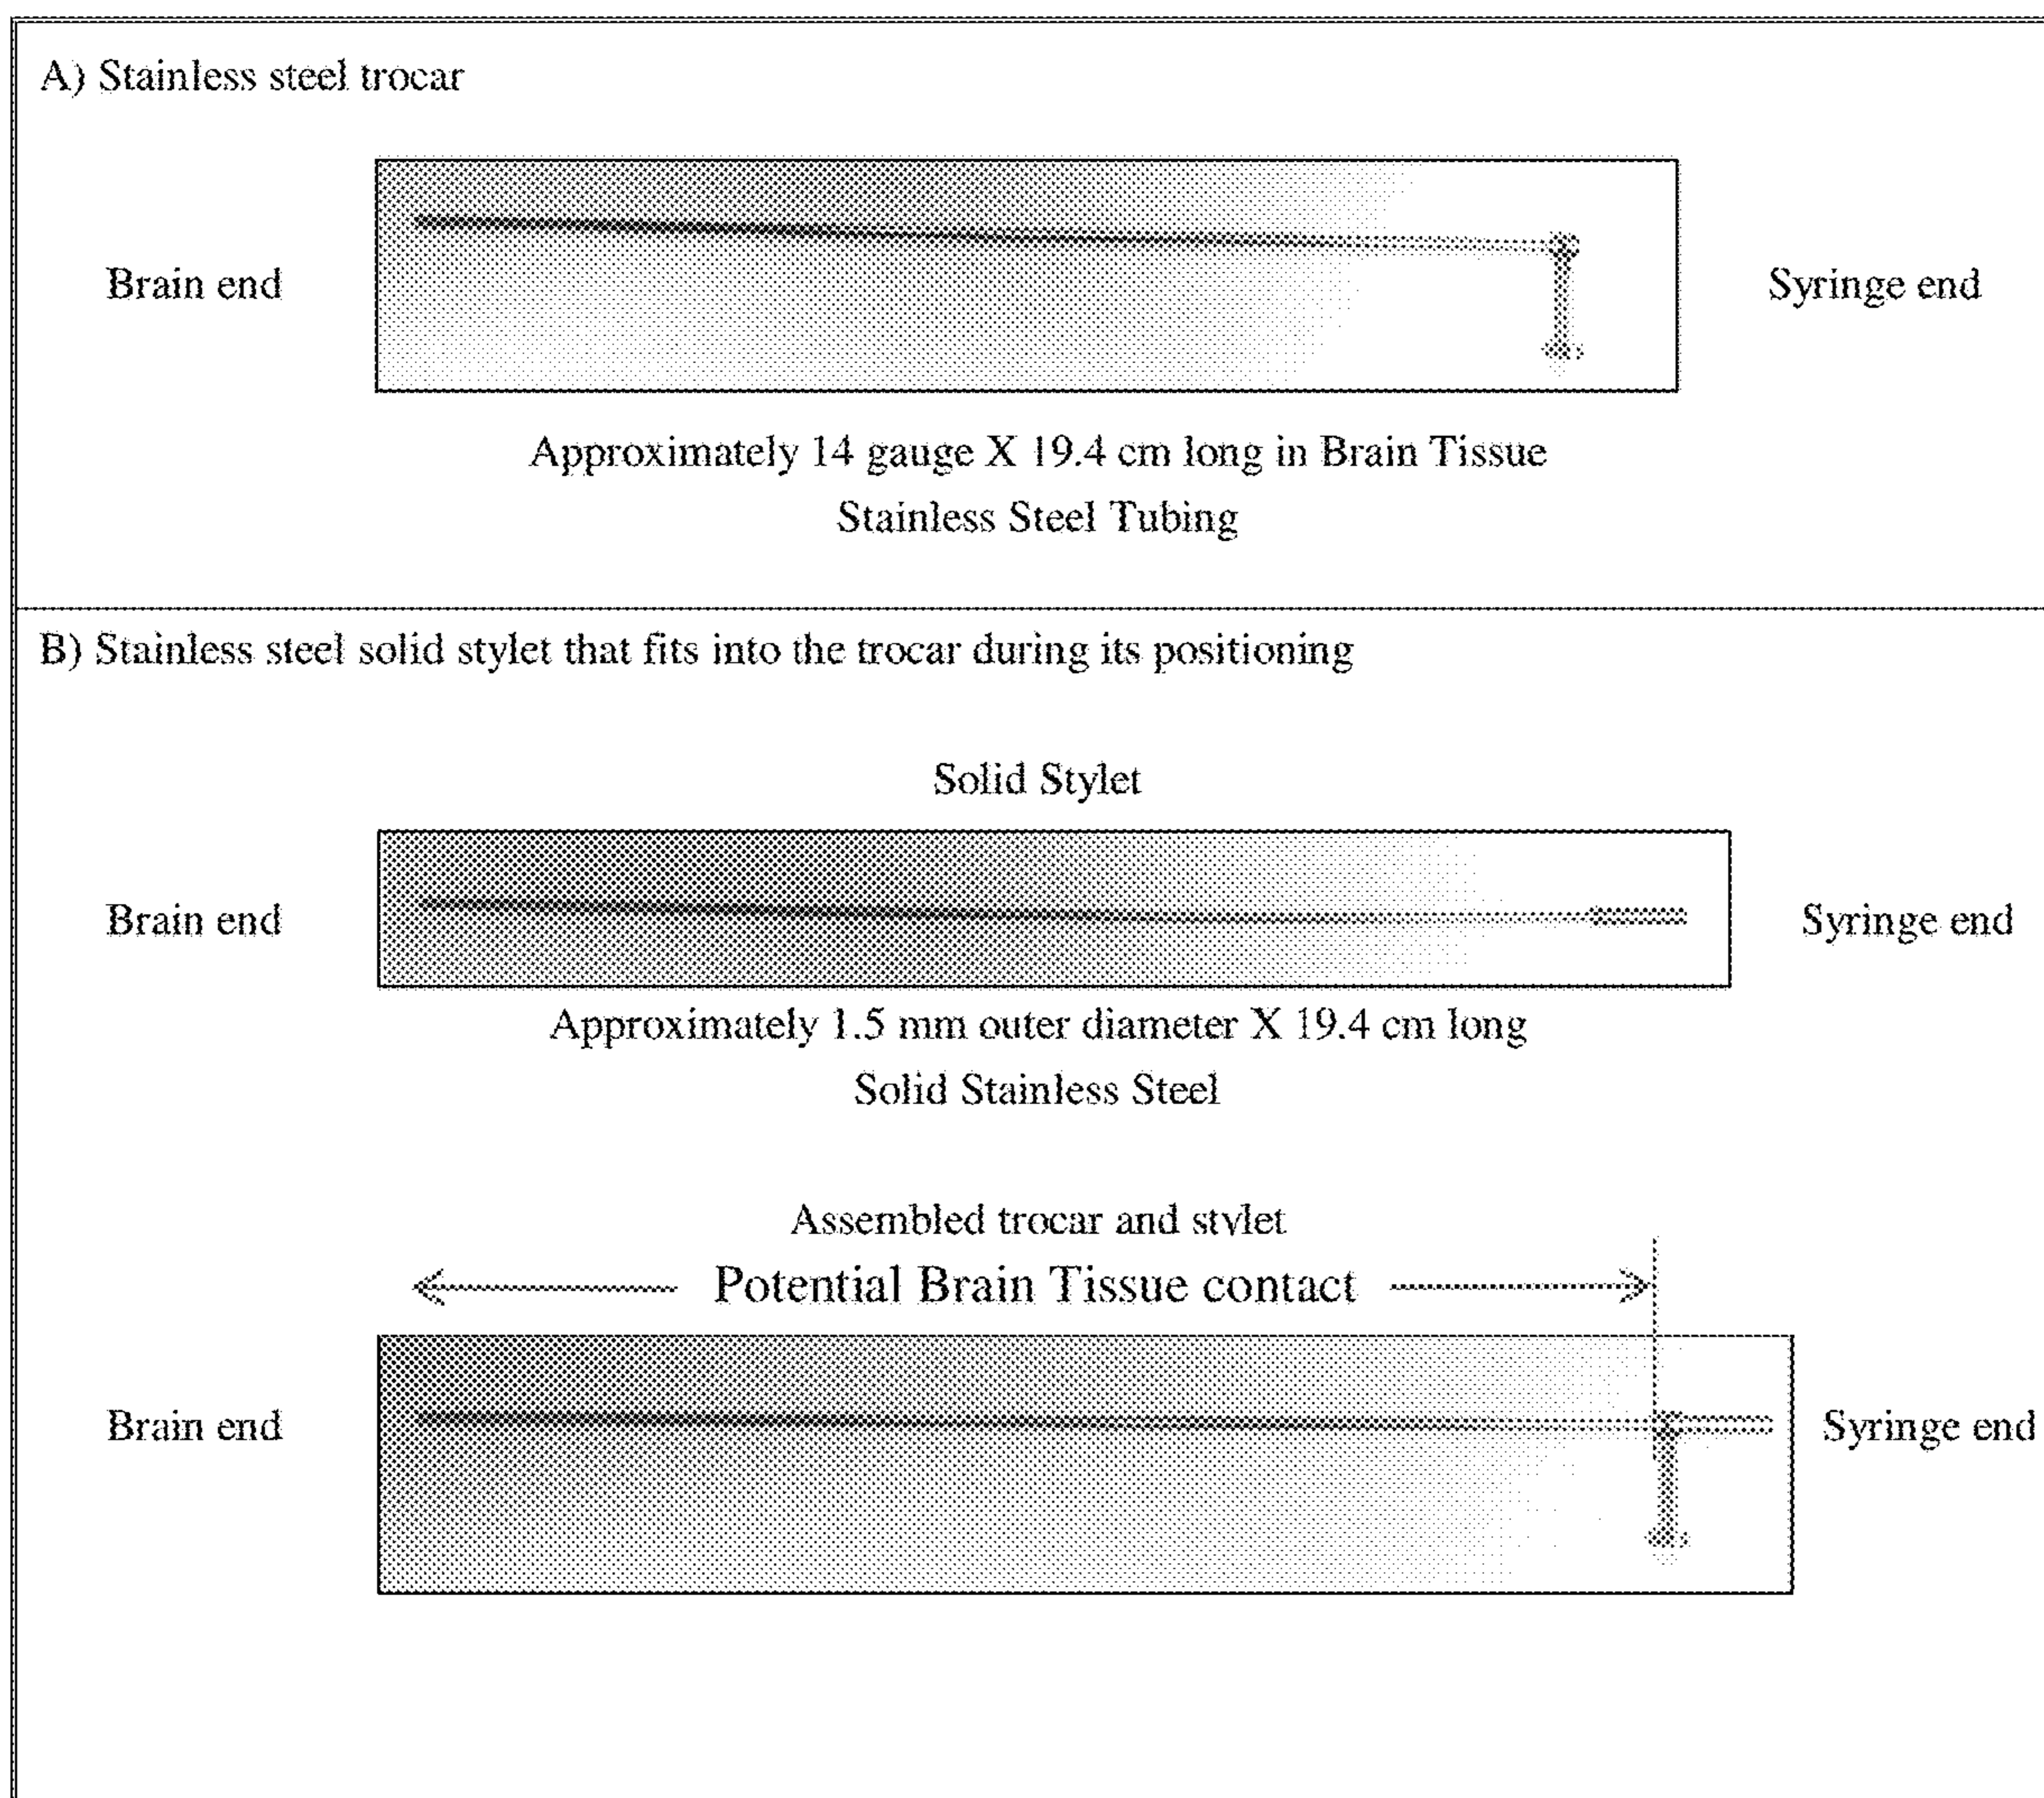 A) Stainless steel trocar
Brain end
Syringe end
Approximately 14 gauge X 19.4 cm long in Brain Tissue
Stainless Steel Tubing
B) Stainless steel solid stylet that fits into the trocar during its positioning
Solid Stylet
Brain end
Syringe end
Approximately 1.5 mm outer diameter X 19.4 cm long
Solid Stainless Steel
Assembled trocar and stylet
Potential Brain Tissue contact
Brain end
Syringe end